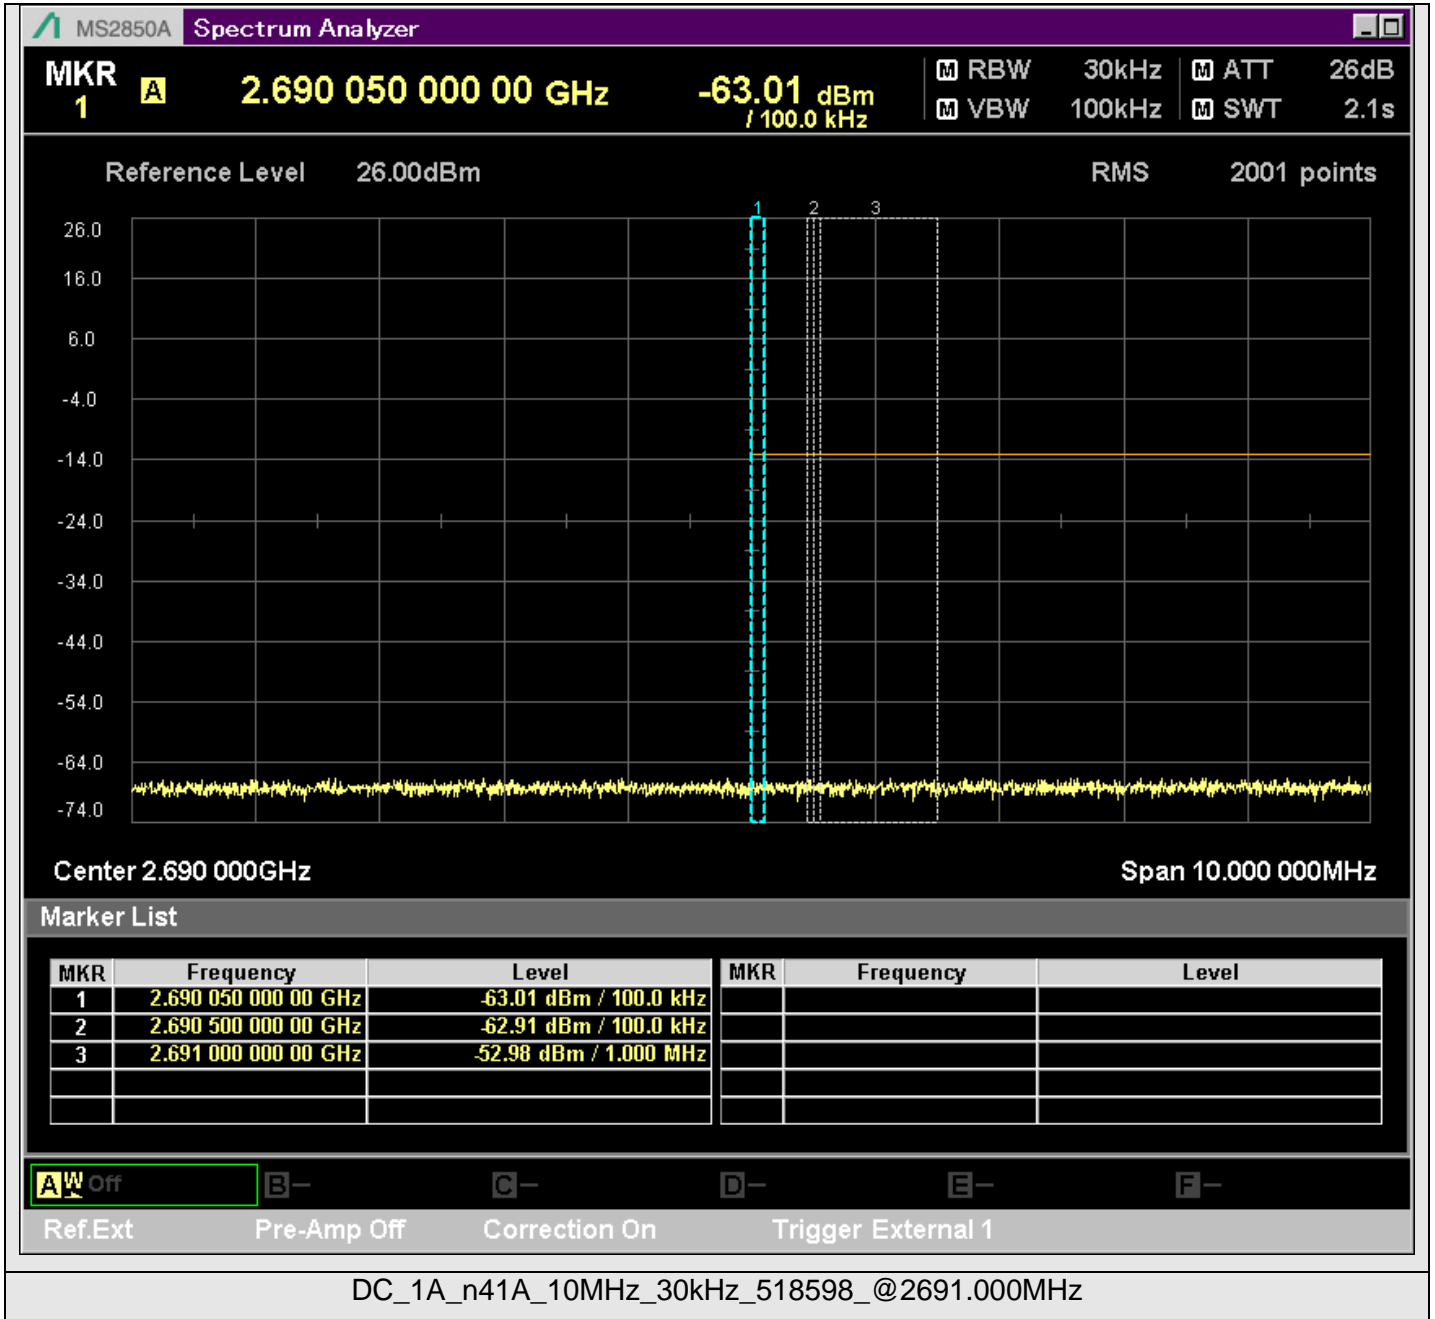 MS2850A Spectrum Analyzer
MKR 1 A 2.690 050 000 00 GHz -63.01 dBm / 100.0 kHz
M RBW 30kHz M ATT 26dB
M VBW 100kHz M SWT 2.1s
Reference Level 26.00dBm RMS 2001 points
1 2 3
26.0
16.0
6.0
-4.0
-14.0
-24.0
-34.0
-44.0
-54.0
-64.0
-74.0
Center 2.690 000GHz Span 10.000 000MHz
Marker List
MKR Frequency Level MKR Frequency Level
1 2.690 050 000 00 GHz -63.01 dBm / 100.0 kHz
2 2.690 500 000 00 GHz -62.91 dBm / 100.0 kHz
3 2.691 000 000 00 GHz -52.98 dBm / 1.000 MHz
A W Off B- C- D- E- F-
Ref.Ext Pre-Amp Off Correction On Trigger External 1
DC_1A_n41A_10MHz_30kHz_518598_@2691.000MHz